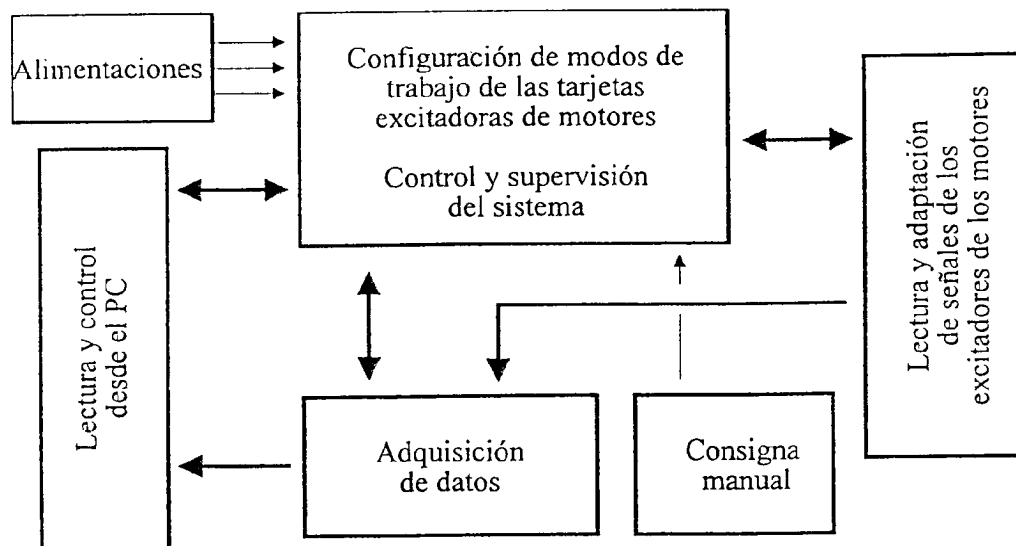 Alimentaciones
Configuración de modos de
trabajo de las tarjetas
excitadoras de motores
Control y supervisión
del sistema
Lectura y adaptación
de señales de los
excitadores de los motores
Lectura y control
desde el PC
Adquisición
de datos
Consigna
manual